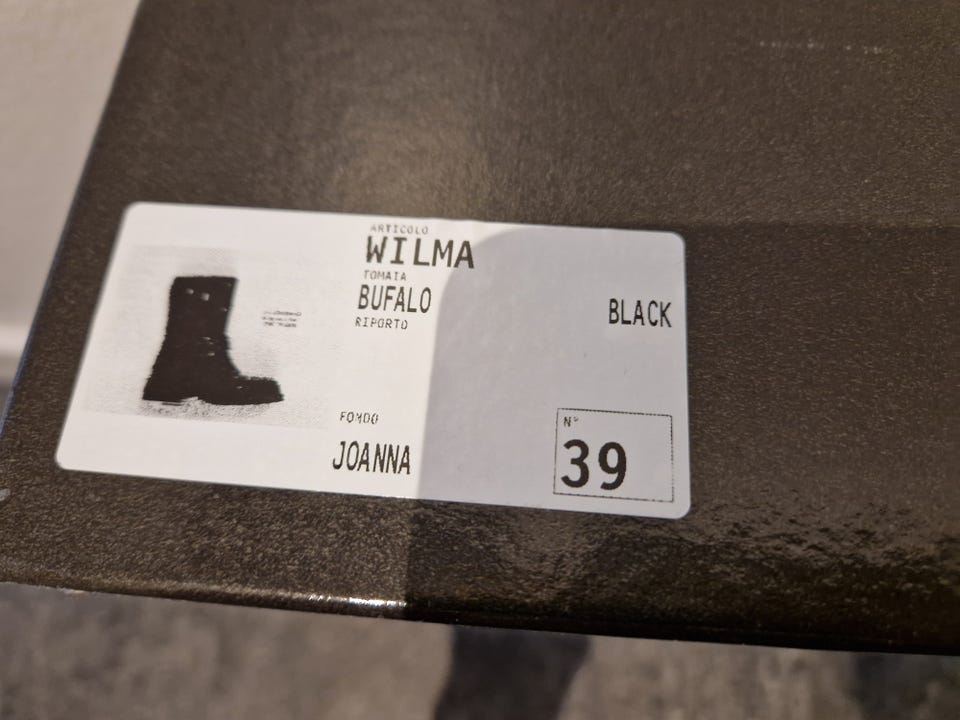 ARTICOLO
WILMA
TOMAIA
BUFALO
BLACK
RIPORTO
FONDO
JOANNA
N°
39